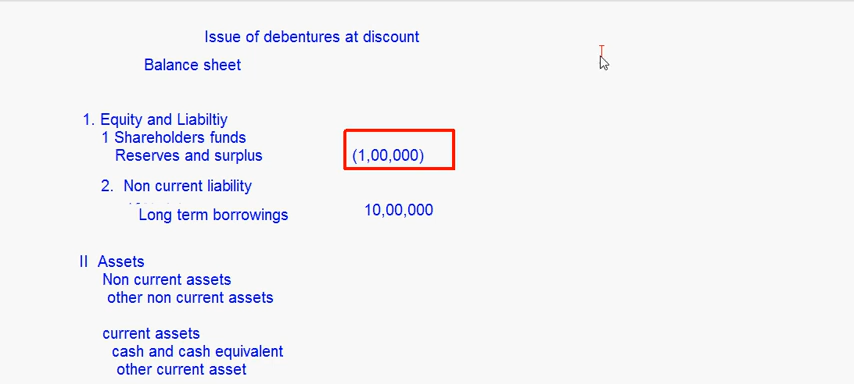 Issue of debentures at discount
Balance sheet
1. Equity and Liabiltiy
1 Shareholders funds
Reserves and surplus (1,00,000)
2. Non current liability
Long term borrowings 10,00,000
II Assets
Non current assets
other non current assets
current assets
cash and cash equivalent
other current asset